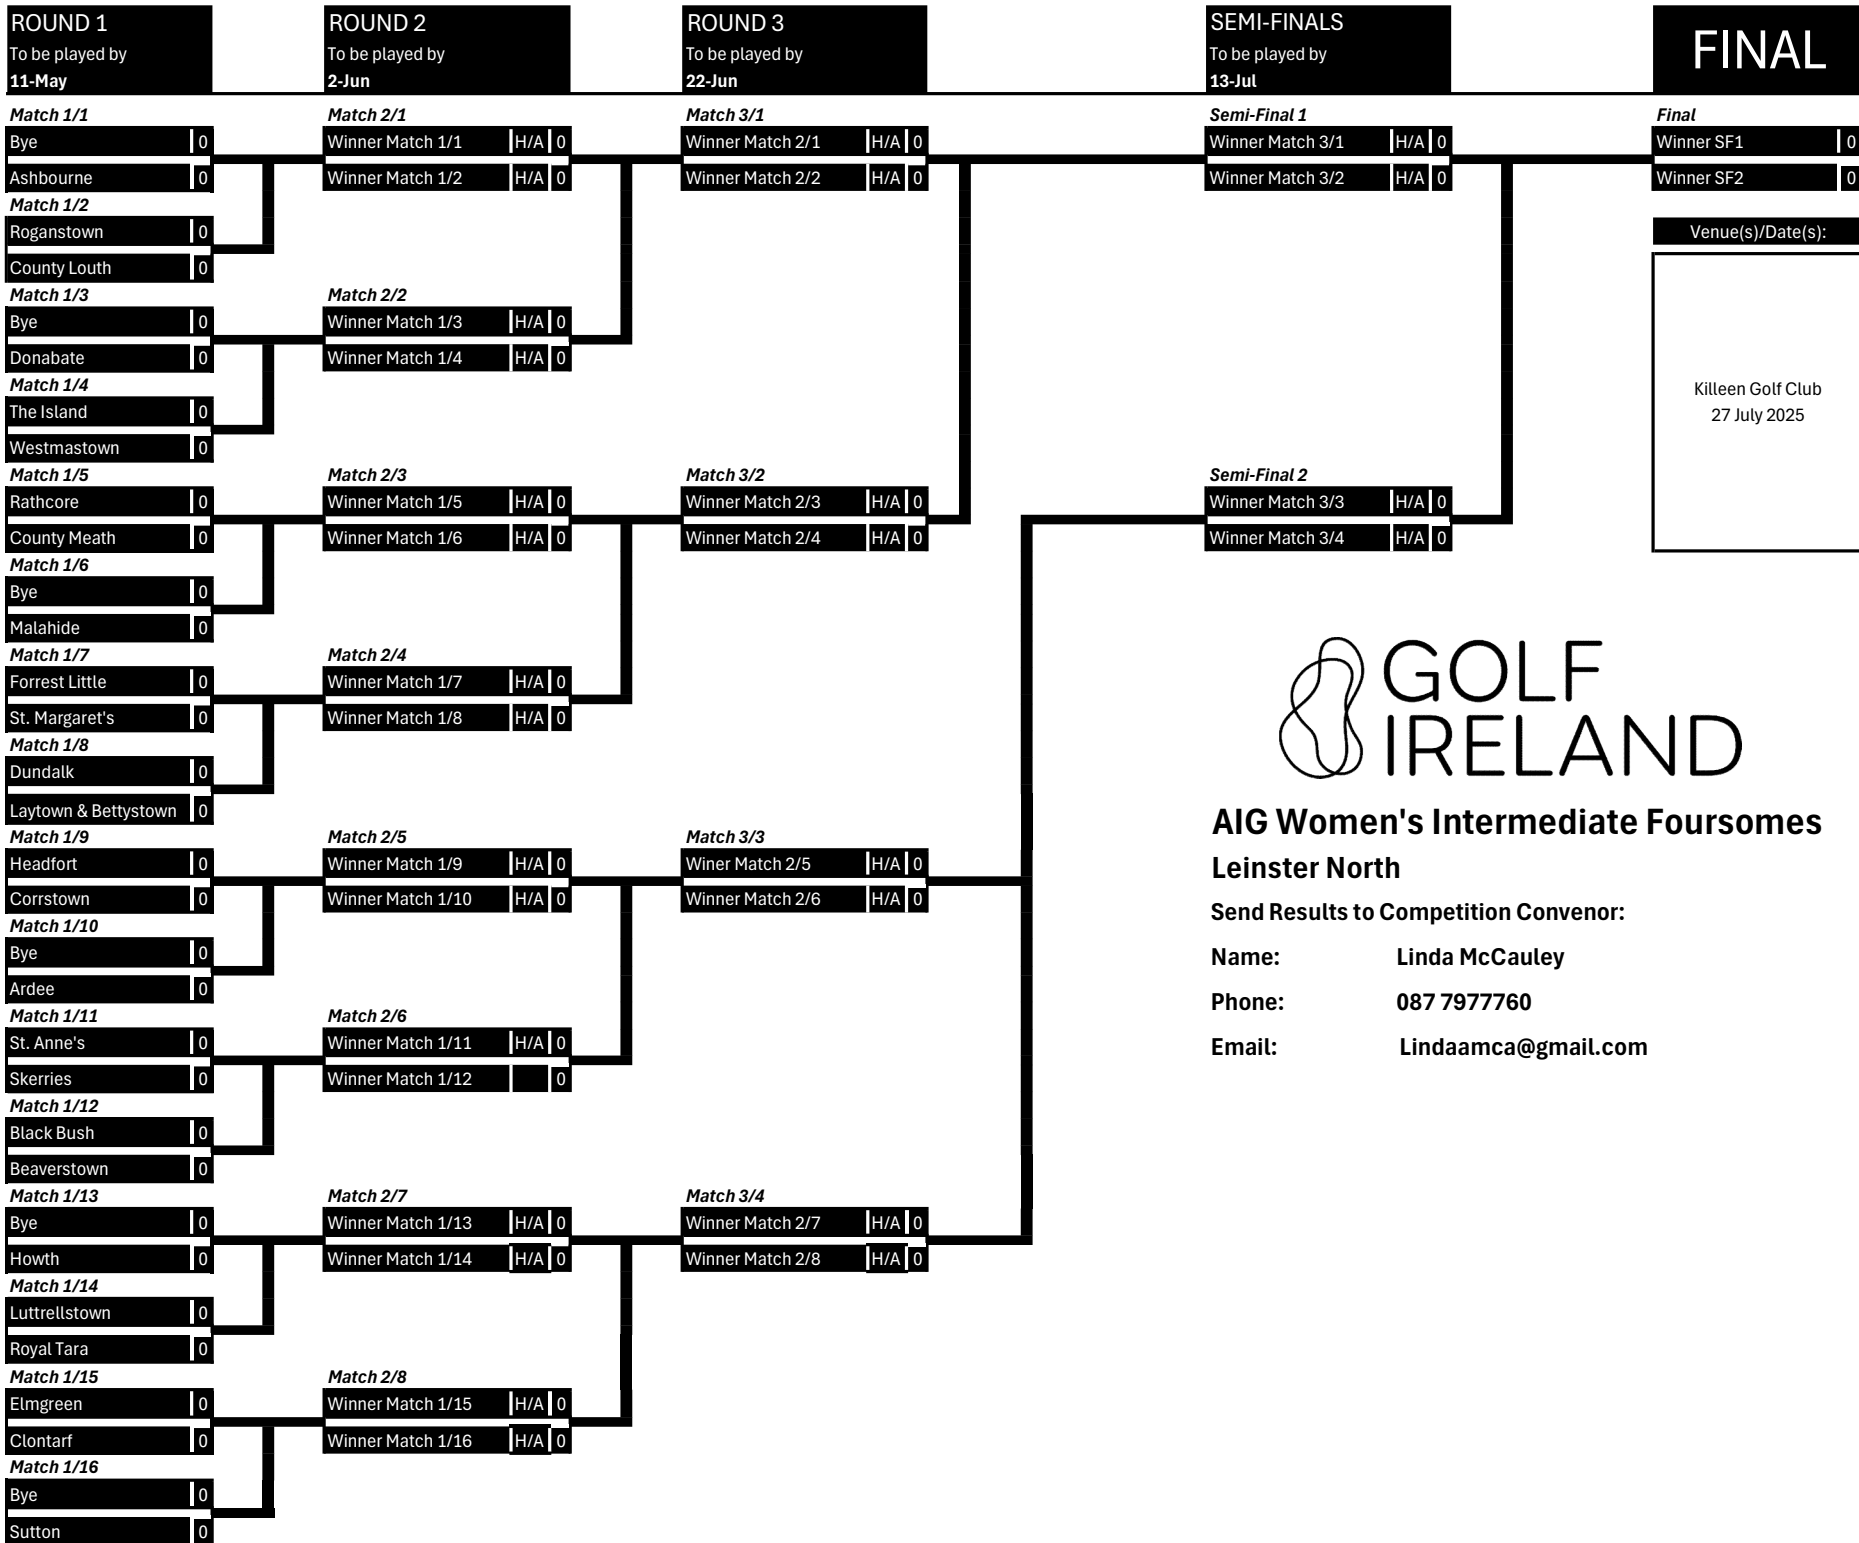 ROUND 1
To be played by
11-May
ROUND 2
To be played by
2-Jun
ROUND 3
To be played by
22-Jun
SEMI-FINALS
To be played by
13-Jul
FINAL
Match 1/1
Bye 0
Ashbourne 0
Match 1/2
Roganstown 0
County Louth 0
Match 1/3
Bye 0
Donabate 0
Match 1/4
The Island 0
Westmastown 0
Match 1/5
Rathcore 0
County Meath 0
Match 1/6
Bye 0
Malahide 0
Match 1/7
Forrest Little 0
St. Margaret's 0
Match 1/8
Dundalk 0
Laytown & Bettystown 0
Match 1/9
Headfort 0
Corrstown 0
Match 1/10
Bye 0
Ardee 0
Match 1/11
St. Anne's 0
Skerries 0
Match 1/12
Black Bush 0
Beaverstown 0
Match 1/13
Bye 0
Howth 0
Match 1/14
Luttrellstown 0
Royal Tara 0
Match 1/15
Elmgreen 0
Clontarf 0
Match 1/16
Bye 0
Sutton 0
Match 2/1
Winner Match 1/1 H/A 0
Winner Match 1/2 H/A 0
Match 2/2
Winner Match 1/3 H/A 0
Winner Match 1/4 H/A 0
Match 2/3
Winner Match 1/5 H/A 0
Winner Match 1/6 H/A 0
Match 2/4
Winner Match 1/7 H/A 0
Winner Match 1/8 H/A 0
Match 2/5
Winner Match 1/9 H/A 0
Winner Match 1/10 H/A 0
Match 2/6
Winner Match 1/11 H/A 0
Winner Match 1/12 0
Match 2/7
Winner Match 1/13 H/A 0
Winner Match 1/14 H/A 0
Match 2/8
Winner Match 1/15 H/A 0
Winner Match 1/16 H/A 0
Match 3/1
Winner Match 2/1 H/A 0
Winner Match 2/2 H/A 0
Match 3/2
Winner Match 2/3 H/A 0
Winner Match 2/4 H/A 0
Match 3/3
Winer Match 2/5 H/A 0
Winner Match 2/6 H/A 0
Match 3/4
Winner Match 2/7 H/A 0
Winner Match 2/8 H/A 0
Semi-Final 1
Winner Match 3/1 H/A 0
Winner Match 3/2 H/A 0
Semi-Final 2
Winner Match 3/3 H/A 0
Winner Match 3/4 H/A 0
Final
Winner SF1 0
Winner SF2 0
Venue(s)/Date(s):
Killeen Golf Club
27 July 2025
GOLF
IRELAND
AIG Women's Intermediate Foursomes
Leinster North
Send Results to Competition Convenor:
Name: Linda McCauley
Phone: 087 7977760
Email: Lindaamca@gmail.com